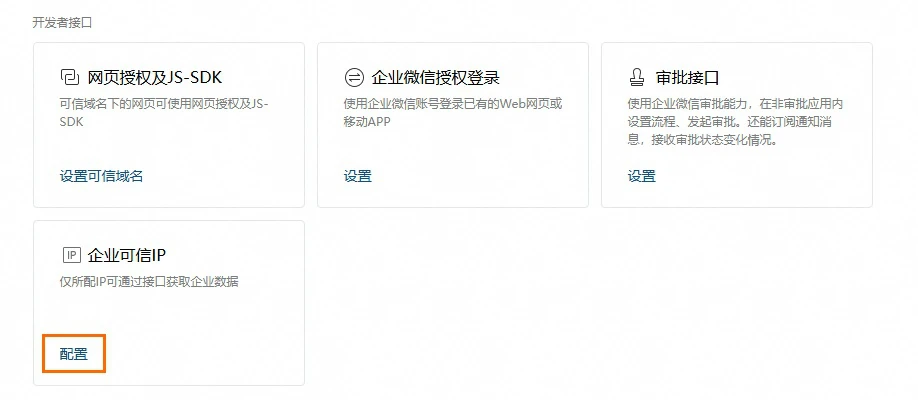 开发者接口
网页授权及JS-SDK
可信域名下的网页可使用网页授权及JS-
SDK
设置可信域名
企业微信授权登录
使用企业微信账号登录已有的Web网页或
移动APP
设置
审批接口
使用企业微信审批能力，在非审批应用内
设置流程、发起审批。还能订阅通知消
息，接收审批状态变化情况。
设置
IP 企业可信IP
仅所配IP可通过接口获取企业数据
配置